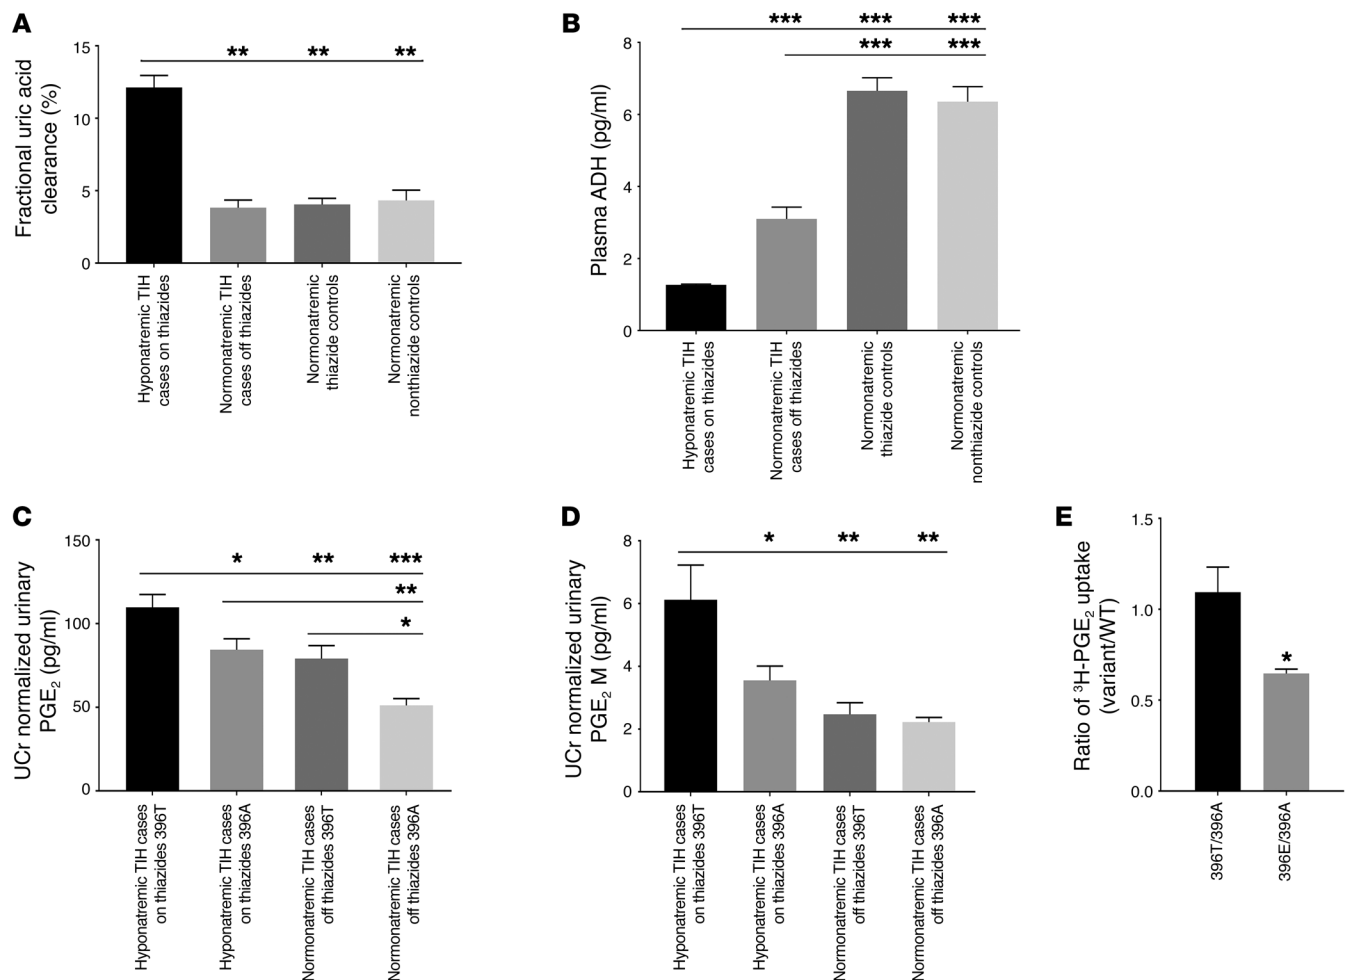 A
Fractional uric acid
clearance (%)
15
10
5
0
**
**
**
Hyponatremic TIH
cases on thiazides
Normonatremic TIH
cases off thiazides
Normonatremic
thiazide controls
Normonatremic
nonthiazide controls
B
Plasma ADH (pg/ml)
8
6
4
2
0
***
***
***
***
***
Hyponatremic TIH
cases on thiazides
Normonatremic TIH
cases off thiazides
Normonatremic
thiazide controls
Normonatremic
nonthiazide controls
C
UCr normalized urinary
PGE₂ (pg/ml)
150
100
50
0
*
**
***
**
*
Hyponatremic TIH cases
on thiazides 396T
Hyponatremic TIH cases
on thiazides 396A
Normonatremic TIH cases
off thiazides 396T
Normonatremic TIH cases
off thiazides 396A
D
UCr normalized urinary
PGE₂ M (pg/ml)
8
6
4
2
0
*
**
**
Hyponatremic TIH cases
on thiazides 396T
Hyponatremic TIH cases
on thiazides 396A
Normonatremic TIH cases
off thiazides 396T
Normonatremic TIH cases
off thiazides 396A
E
Ratio of ³H-PGE₂ uptake
(variant/WT)
1.5
1.0
0.5
0.0
*
396T/396A
396E/396A